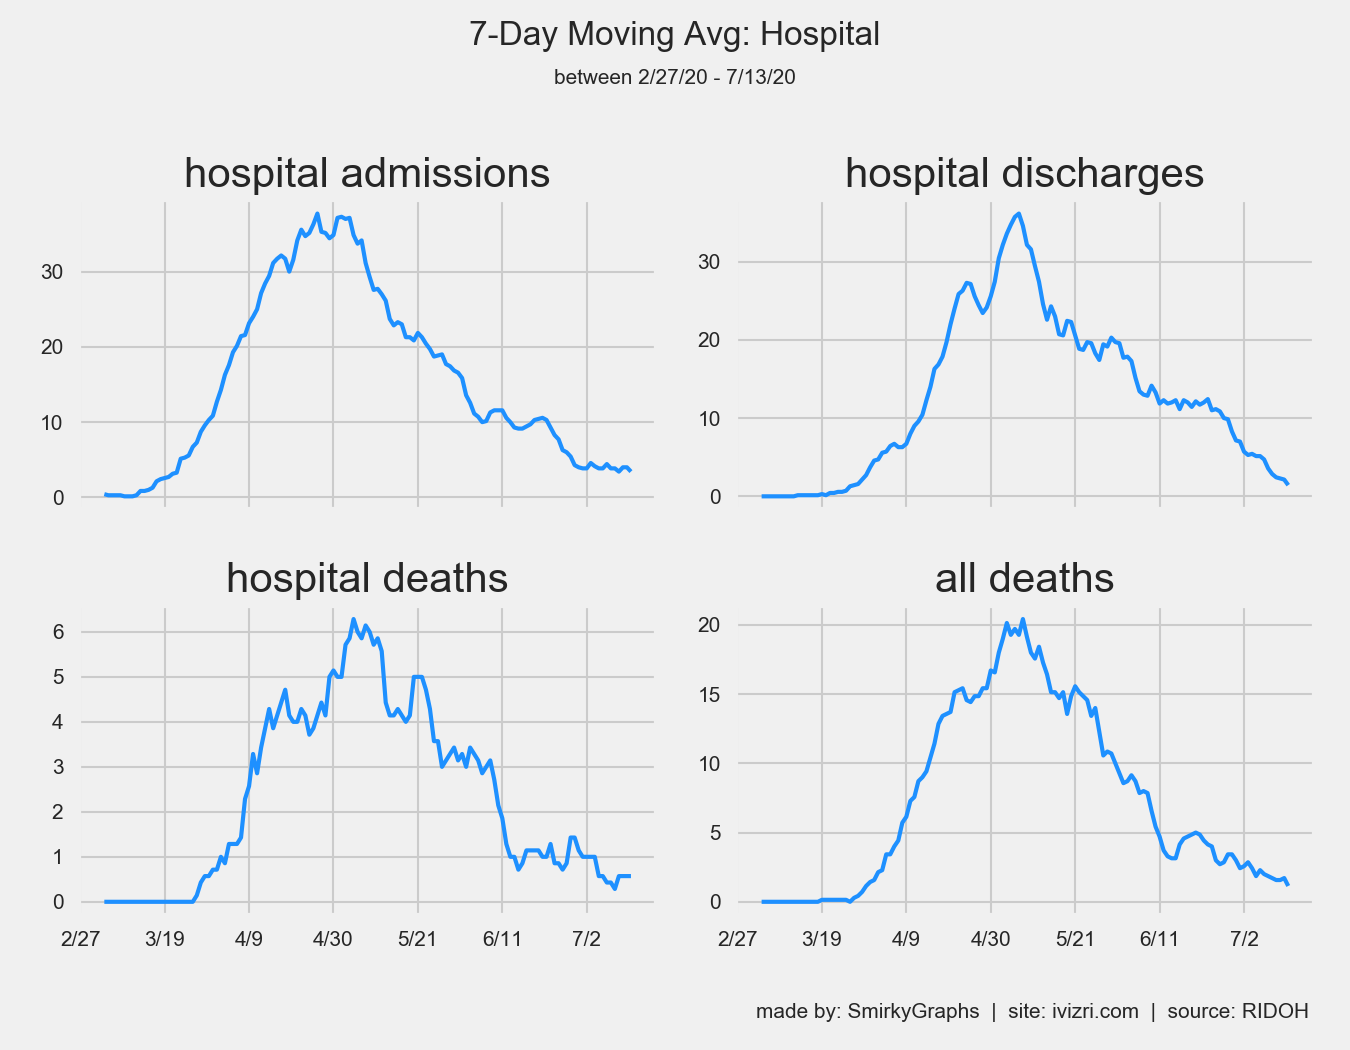 7-Day Moving Avg: Hospital
between 2/27/20 - 7/13/20
hospital admissions
30
20
10
0
hospital discharges
30
20
10
0
hospital deaths
6
5
4
3
2
1
0
2/27 3/19 4/9 4/30 5/21 6/11 7/2
all deaths
20
15
10
5
0
2/27 3/19 4/9 4/30 5/21 6/11 7/2
made by: SmirkyGraphs | site: ivizri.com | source: RIDOH